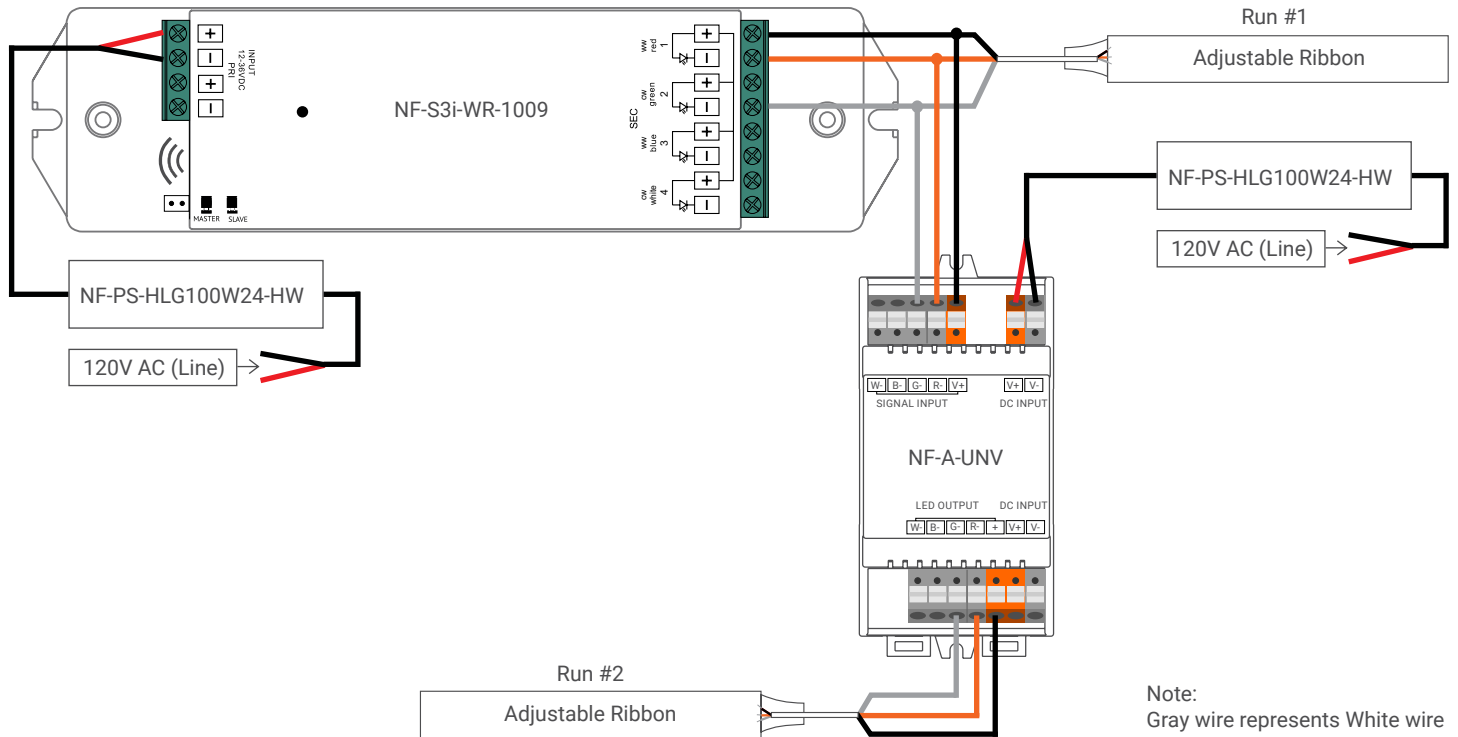 Run #1
Adjustable Ribbon
+
−
+
−
INPUT
12-36VDC
PRI
NF-S3i-WR-1009
MASTER
SLAVE
SEC
ww
red
1
+
−
cw
green
2
+
−
ww
blue
3
+
−
cw
white
4
+
−
NF-PS-HLG100W24-HW
120V AC (Line)
NF-PS-HLG100W24-HW
120V AC (Line)
W- B- G- R- V+ V+ V-
SIGNAL INPUT DC INPUT
NF-A-UNV
LED OUTPUT DC INPUT
W- B- G- R- + V+ V-
Run #2
Adjustable Ribbon
Note:
Gray wire represents White wire